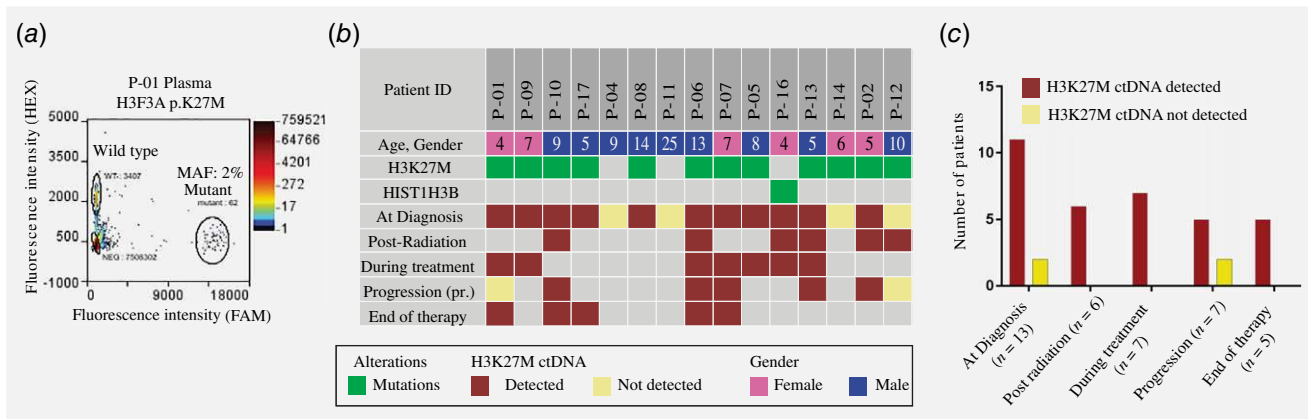 (a)
P-01 Plasma
H3F3A p.K27M
Fluorescence intensity (HEX)
5000
3500
2000
500
-1000
Wild type
WT- : 3407
MAF: 2%
Mutant
mutant : 62
NEG : 7508302
0 9000 18000
Fluorescence intensity (FAM)
759521
64766
4201
272
17
1
(b)
Patient ID P-01 P-09 P-10 P-17 P-04 P-08 P-11 P-06 P-07 P-05 P-16 P-13 P-14 P-02 P-12
Age, Gender 4 7 9 5 9 14 25 13 7 8 4 5 6 5 10
H3K27M
HIST1H3B
At Diagnosis
Post-Radiation
During treatment
Progression (pr.)
End of therapy
Alterations H3K27M ctDNA Gender
Mutations Detected Not detected Female Male
(c)
H3K27M ctDNA detected
H3K27M ctDNA not detected
Number of patients
15
10
5
0
At Diagnosis
(n = 13)
Post radiation (n = 6)
During treatment
(n = 7)
Progression (n = 7)
End of therapy
(n = 5)